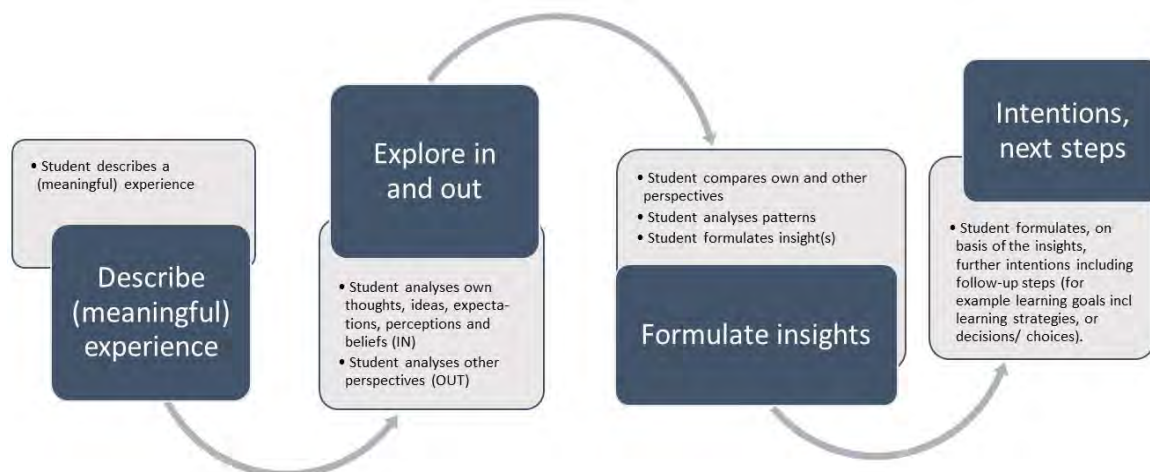 • Student describes a
(meaningful) experience
Describe
(meaningful)
experience
Explore in
and out
• Student analyses own
thoughts, ideas, expecta-
tions, perceptions and
beliefs (IN)
• Student analyses other
perspectives (OUT)
• Student compares own and other
perspectives
• Student analyses patterns
• Student formulates insight(s)
Formulate insights
Intentions,
next steps
• Student formulates, on
basis of the insights,
further intentions including
follow-up steps (for
example learning goals incl
learning strategies, or
decisions/ choices).